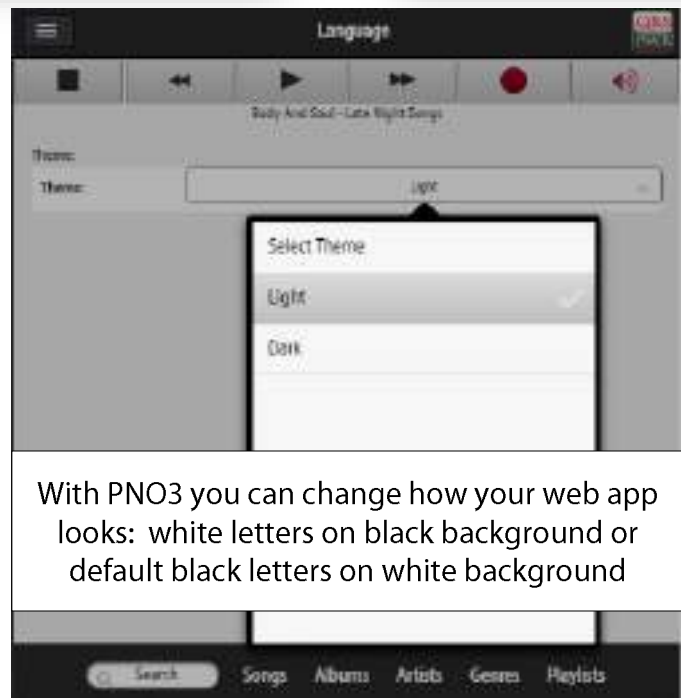 Language
QRS
Body And Soul - Late Night Songs
Theme:
Theme: Light
Select Theme
Light
Dark
With PNO3 you can change how your web app
looks: white letters on black background or
default black letters on white background
Search Songs Albums Artists Genres Playlists